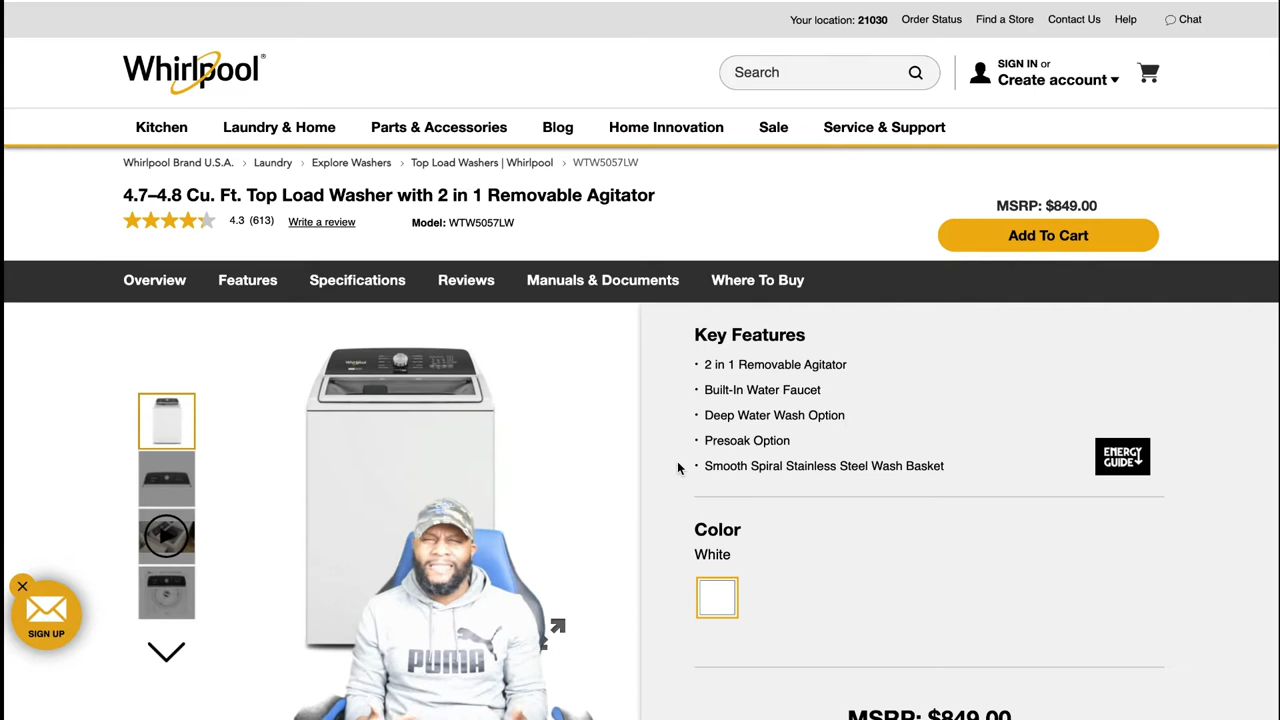 Your location: 21030 Order Status Find a Store Contact Us Help Chat
Whirlpool®
Search
SIGN IN or
Create account
Kitchen Laundry & Home Parts & Accessories Blog Home Innovation Sale Service & Support
Whirlpool Brand U.S.A. > Laundry > Explore Washers > Top Load Washers | Whirlpool > WTW5057LW
4.7–4.8 Cu. Ft. Top Load Washer with 2 in 1 Removable Agitator
4.3 (613) Write a review Model: WTW5057LW
MSRP: $849.00
Add To Cart
Overview Features Specifications Reviews Manuals & Documents Where To Buy
Key Features
· 2 in 1 Removable Agitator
· Built-In Water Faucet
· Deep Water Wash Option
· Presoak Option
· Smooth Spiral Stainless Steel Wash Basket
ENERGY
GUIDE
Color
White
SIGN UP
PUMA
MSRP: $849.00